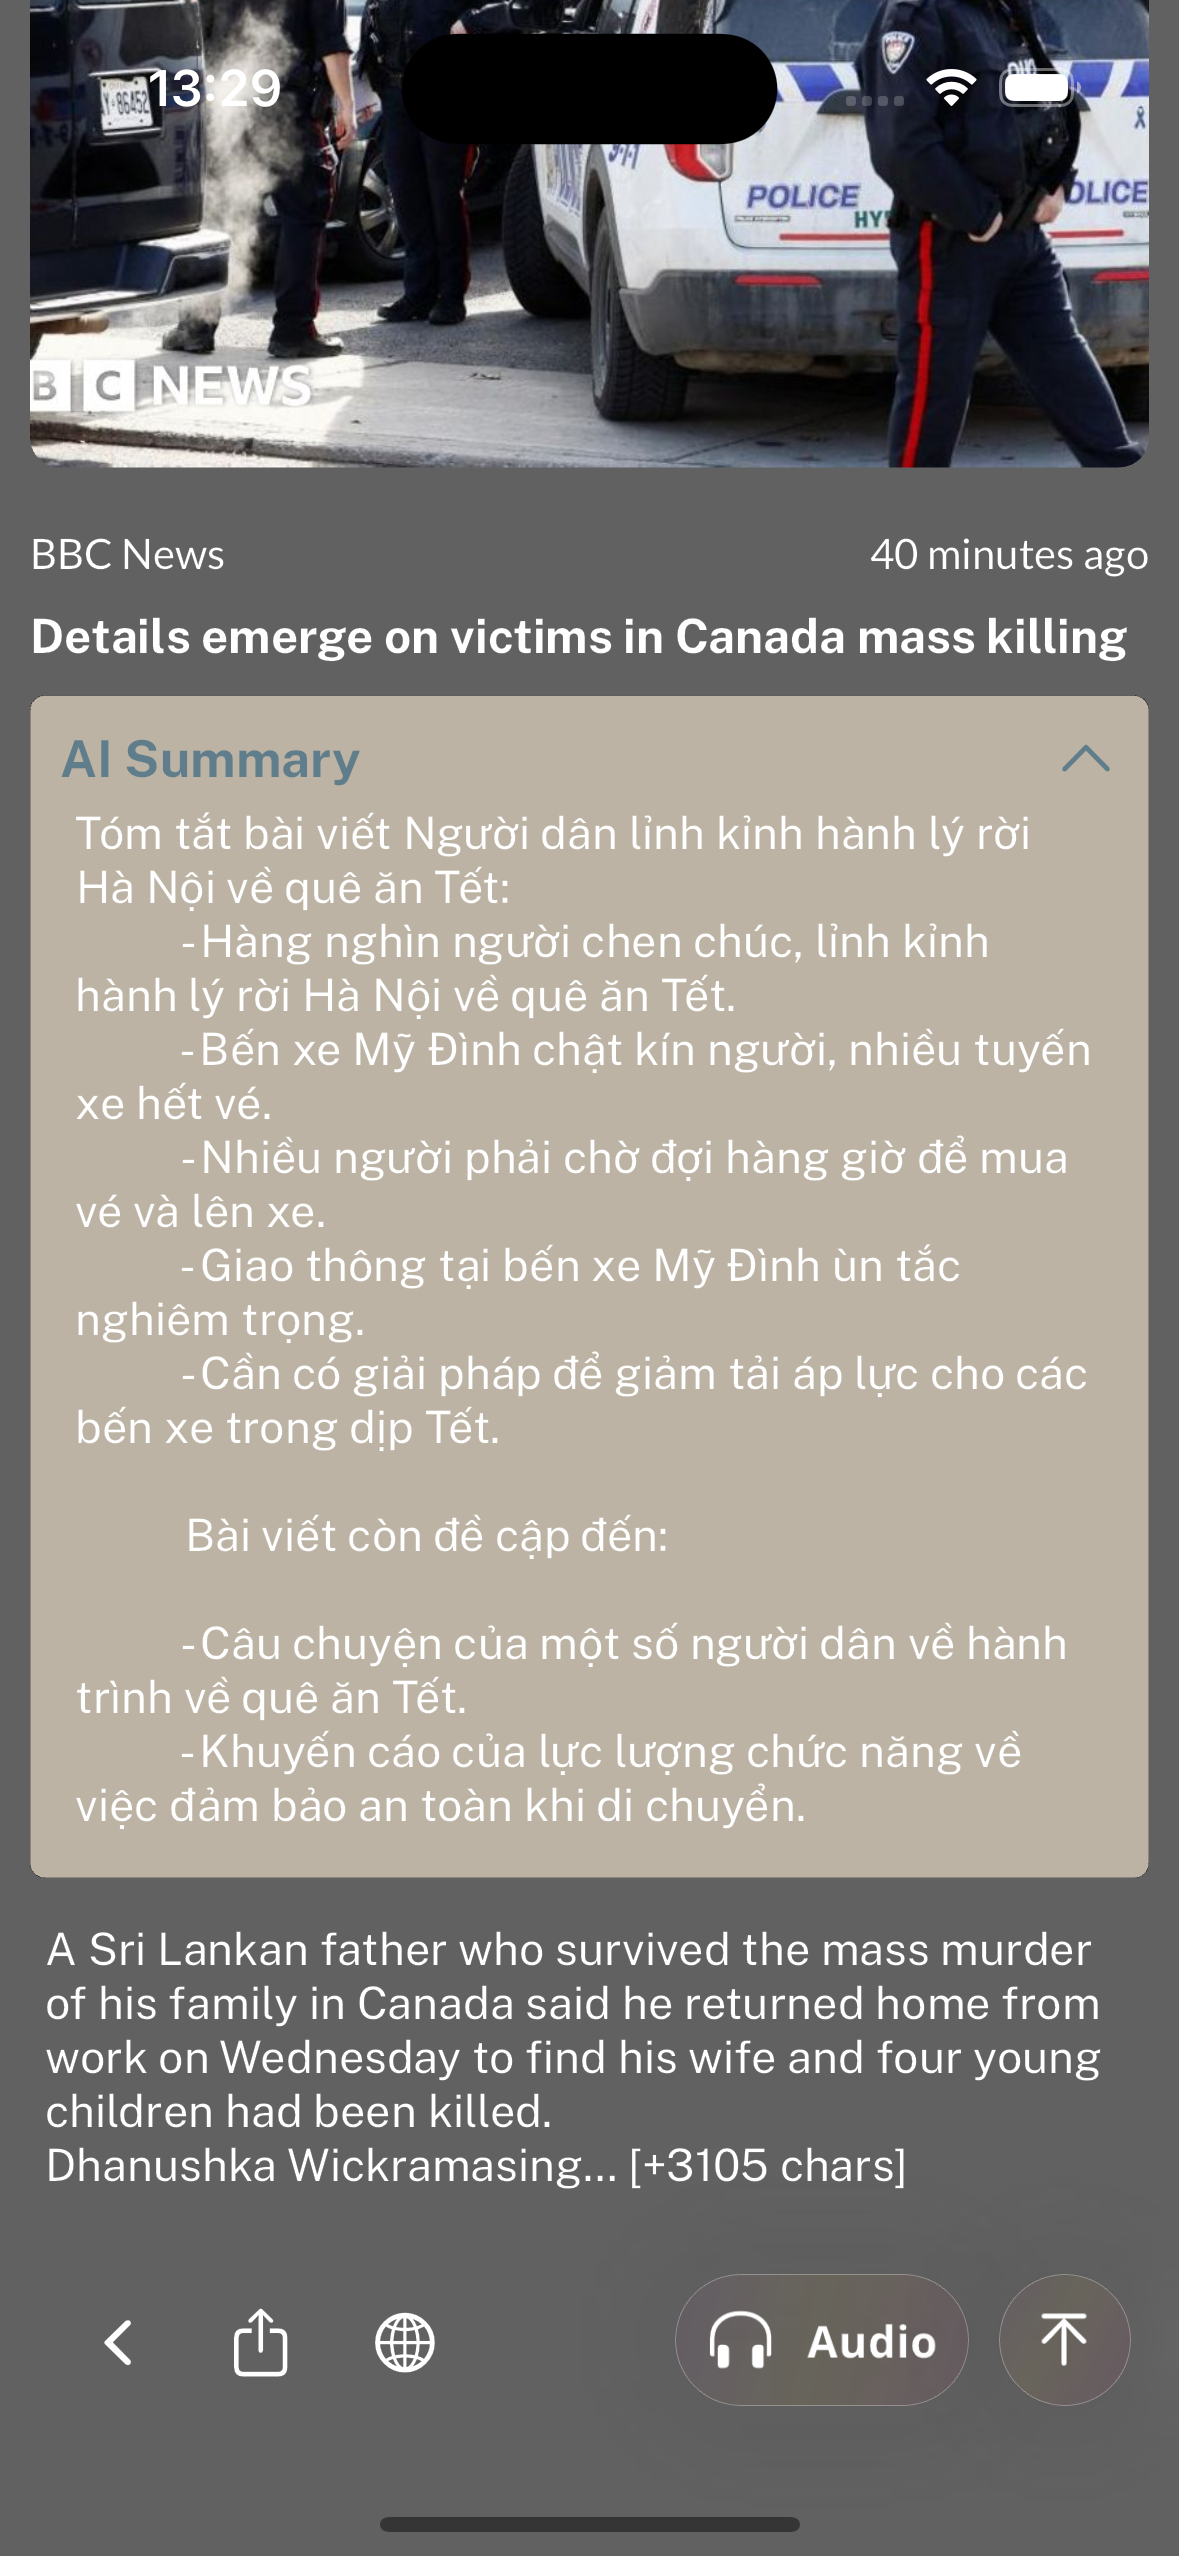 Y 86452
13:29
POLICE
911
POLICE
OLICE
HY
B C NEWS
BBC News
40 minutes ago
Details emerge on victims in Canada mass killing
AI Summary
Tóm tắt bài viết Người dân lỉnh kỉnh hành lý rời
Hà Nội về quê ăn Tết:
-Hàng nghìn người chen chúc, lỉnh kỉnh
hành lý rời Hà Nội về quê ăn Tết.
-Bến xe Mỹ Đình chật kín người, nhiều tuyến
xe hết vé.
-Nhiều người phải chờ đợi hàng giờ để mua
vé và lên xe.
-Giao thông tại bến xe Mỹ Đình ùn tắc
nghiêm trọng.
-Cần có giải pháp để giảm tải áp lực cho các
bến xe trong dịp Tết.
Bài viết còn đề cập đến:
-Câu chuyện của một số người dân về hành
trình về quê ăn Tết.
-Khuyến cáo của lực lượng chức năng về
việc đảm bảo an toàn khi di chuyển.
A Sri Lankan father who survived the mass murder
of his family in Canada said he returned home from
work on Wednesday to find his wife and four young
children had been killed.
Dhanushka Wickramasing... [+3105 chars]
Audio